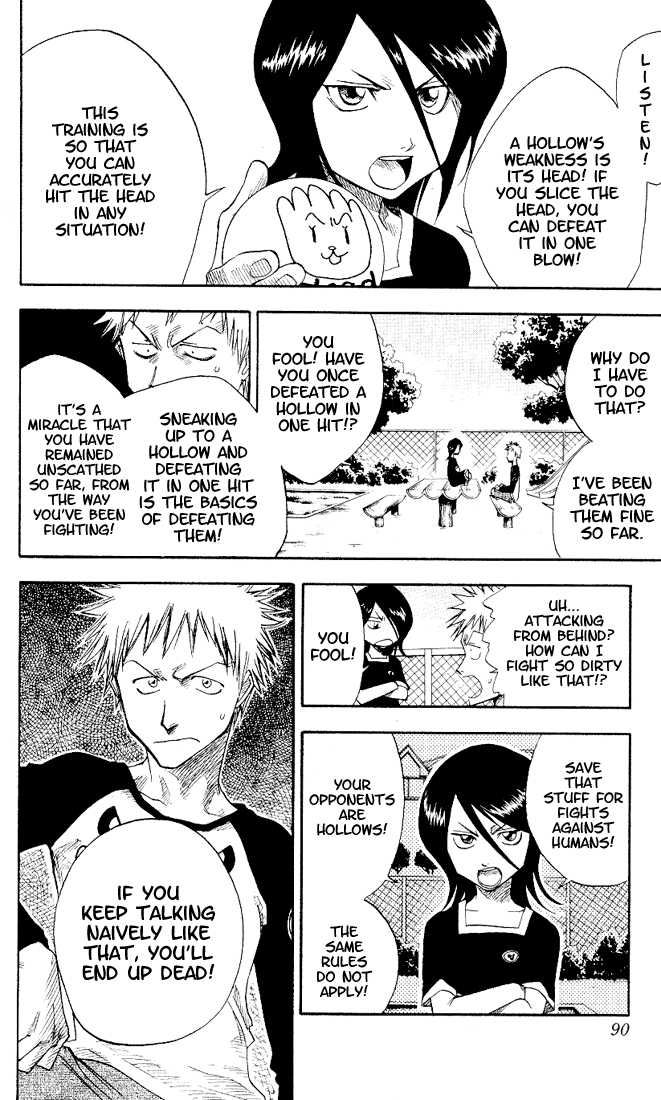 LISTEN!
A HOLLOW'S
WEAKNESS IS
ITS HEAD! IF
YOU SLICE THE
HEAD, YOU
CAN DEFEAT
IT IN ONE
BLOW!
THIS
TRAINING IS
SO THAT
YOU CAN
ACCURATELY
HIT THE HEAD
IN ANY
SITUATION!
WHY DO
I HAVE
TO DO
THAT?
I'VE BEEN
BEATING
THEM FINE
SO FAR.
YOU
FOOL! HAVE
YOU ONCE
DEFEATED A
HOLLOW IN
ONE HIT!?
SNEAKING
UP TO A
HOLLOW AND
DEFEATING
IT IN ONE HIT
IS THE BASICS
OF DEFEATING
THEM!
IT'S A
MIRACLE THAT
YOU HAVE
REMAINED
UNSCATHED
SO FAR, FROM
THE WAY
YOU'VE BEEN
FIGHTING!
UH...
ATTACKING
FROM BEHIND?
HOW CAN I
FIGHT SO DIRTY
LIKE THAT!?
YOU
FOOL!
SAVE
THAT
STUFF FOR
FIGHTS
AGAINST
HUMANS!
YOUR
OPPONENTS
ARE
HOLLOWS!
THE
SAME
RULES
DO NOT
APPLY!
IF YOU
KEEP TALKING
NAIVELY LIKE
THAT, YOU'LL
END UP DEAD!
90